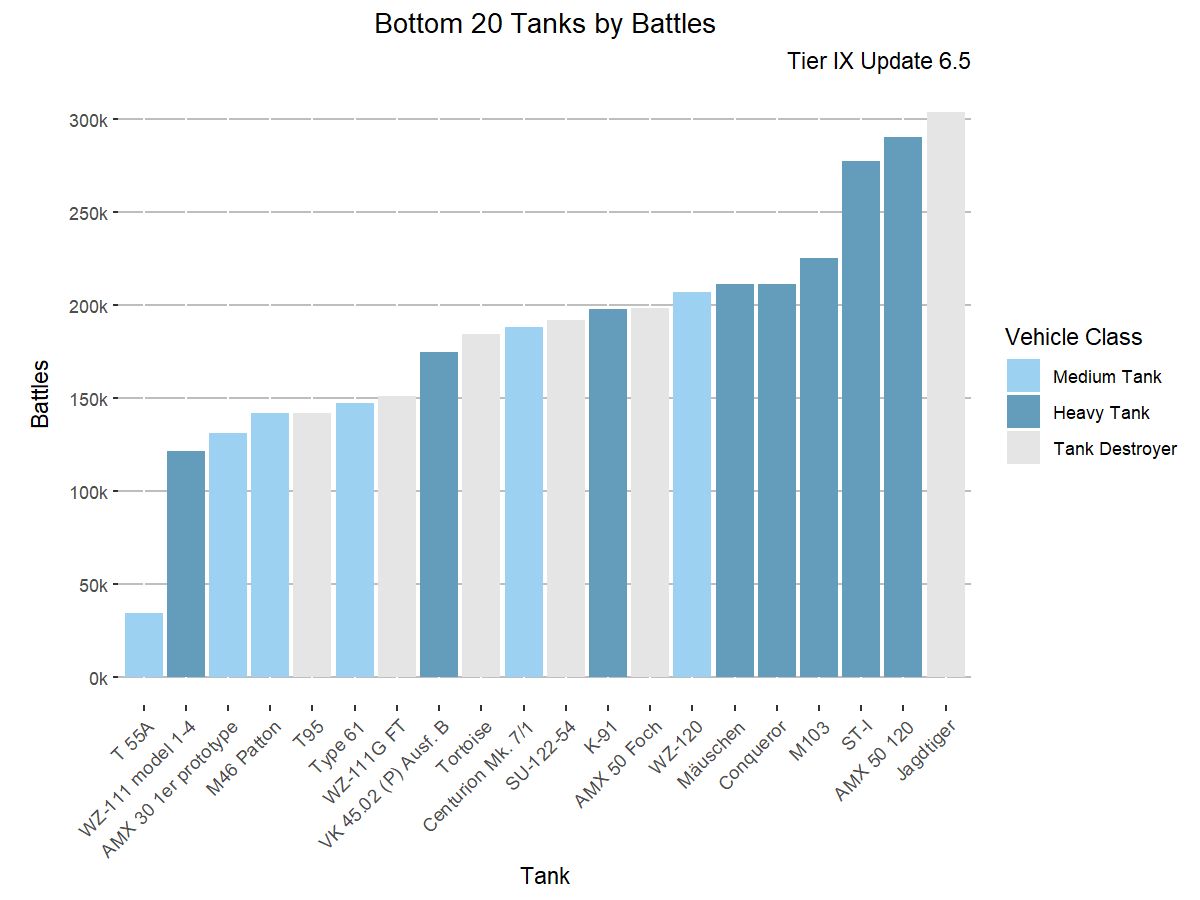 Bottom 20 Tanks by Battles
Tier IX Update 6.5
300k
250k
200k
150k
100k
50k
0k
Battles
T 55A
WZ-111 model 1-4
AMX 30 1er prototype
M46 Patton
T95
Type 61
WZ-111G FT
VK 45.02 (P) Ausf. B
Tortoise
Centurion Mk. 7/1
SU-122-54
K-91
AMX 50 Foch
WZ-120
Mäuschen
Conqueror
M103
ST-I
AMX 50 120
Jagdtiger
Tank
Vehicle Class
Medium Tank
Heavy Tank
Tank Destroyer